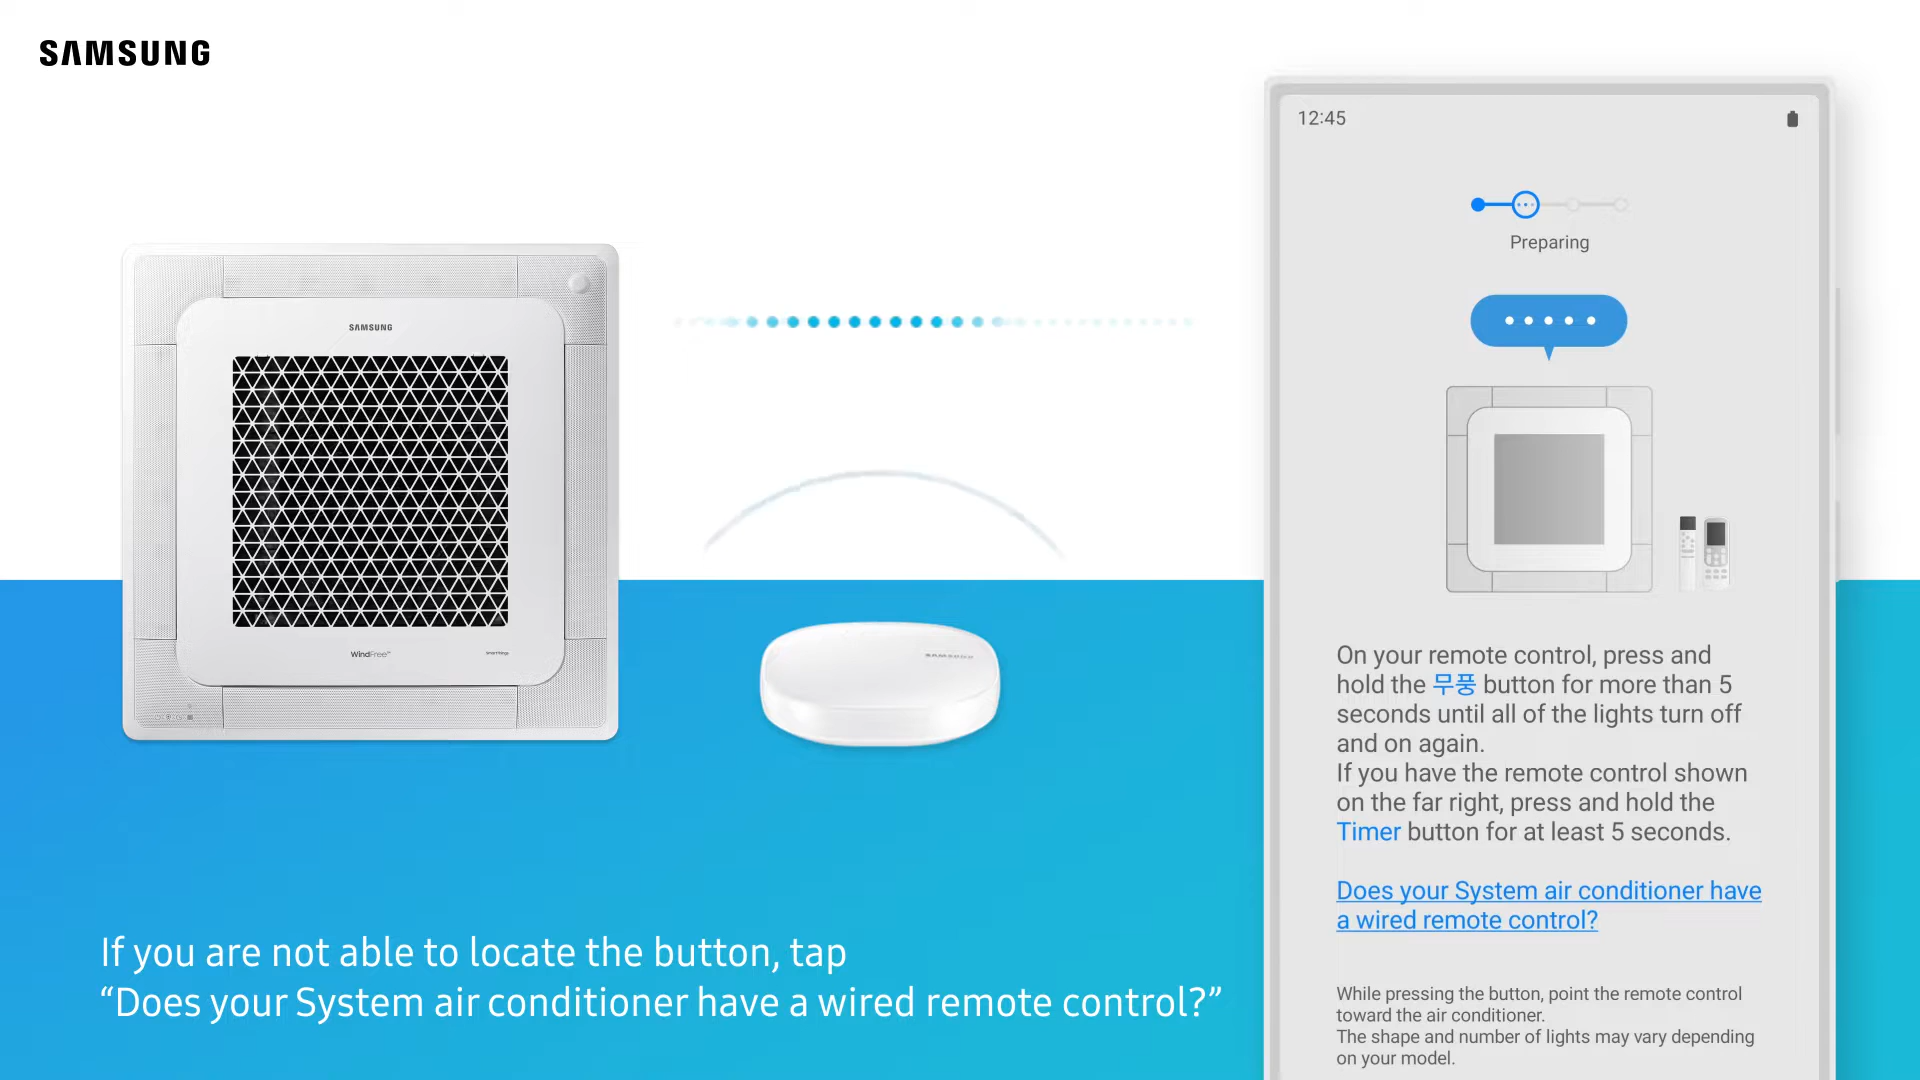 SAMSUNG
SAMSUNG
WindFree™
SAMSUNG
If you are not able to locate the button, tap
“Does your System air conditioner have a wired remote control?”
12:45
Preparing
On your remote control, press and
hold the 무풍 button for more than 5
seconds until all of the lights turn off
and on again.
If you have the remote control shown
on the far right, press and hold the
Timer button for at least 5 seconds.
Does your System air conditioner have
a wired remote control?
While pressing the button, point the remote control
toward the air conditioner.
The shape and number of lights may vary depending
on your model.